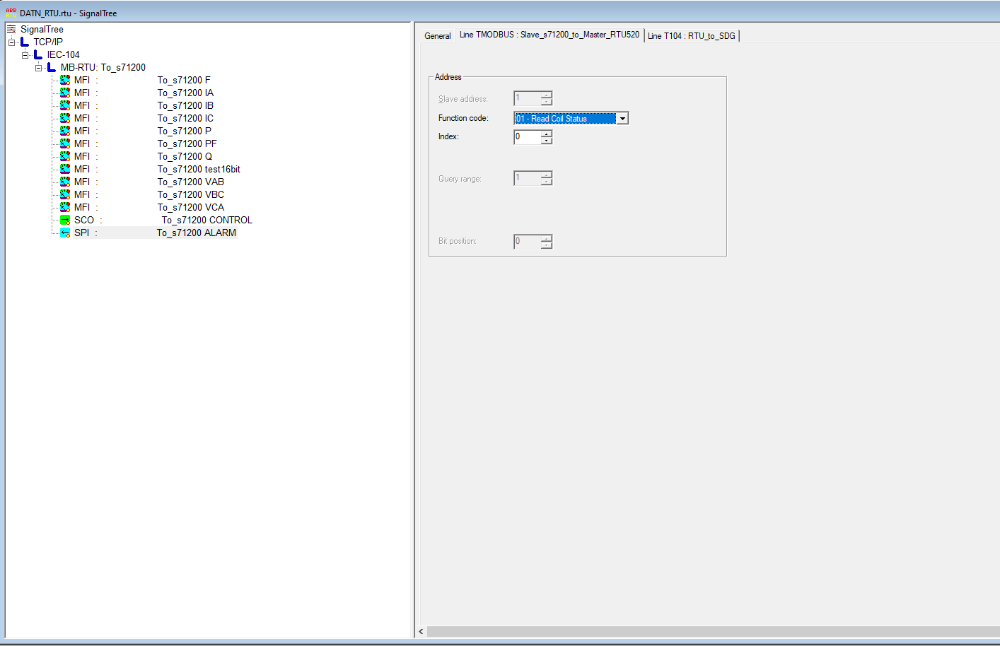 ABB
RTU
DATN_RTU.rtu - SignalTree
SignalTree
TCP/IP
IEC-104
MB-RTU: To_s71200
MFI : To_s71200 F
MFI : To_s71200 IA
MFI : To_s71200 IB
MFI : To_s71200 IC
MFI : To_s71200 P
MFI : To_s71200 PF
MFI : To_s71200 Q
MFI : To_s71200 test16bit
MFI : To_s71200 VAB
MFI : To_s71200 VBC
MFI : To_s71200 VCA
SCO : To_s71200 CONTROL
SPI : To_s71200 ALARM
General
Line TMODBUS : Slave_s71200_to_Master_RTU520
Line T104 : RTU_to_SDG
Address
Slave address: 1
Function code: 01 - Read Coil Status
Index: 0
Query range: 1
Bit position: 0